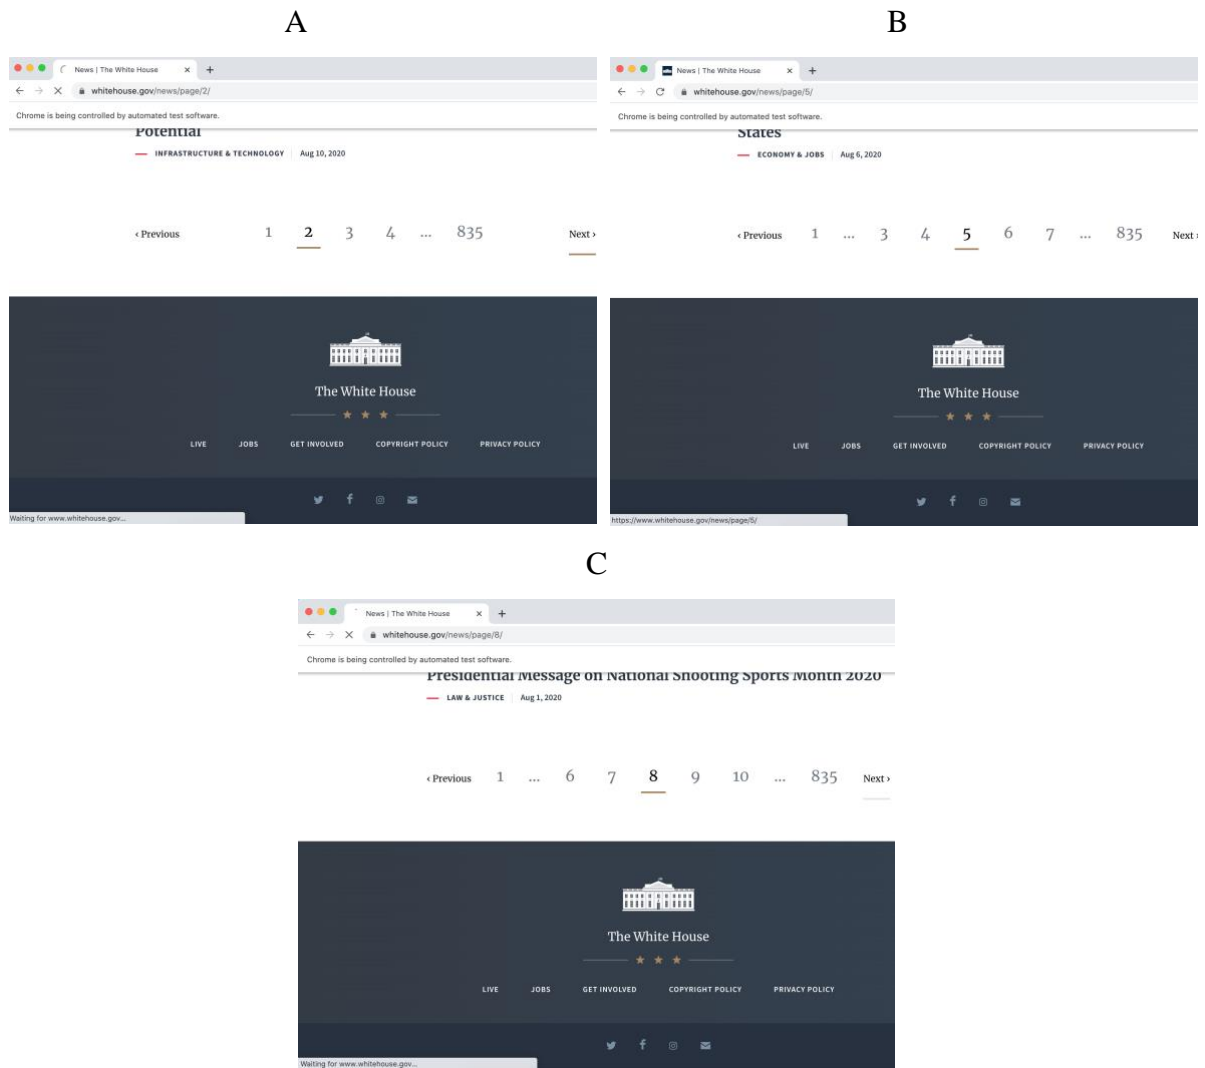 A
News | The White House × +
whitehouse.gov/news/page/2/
Chrome is being controlled by automated test software.
Potential
INFRASTRUCTURE & TECHNOLOGY | Aug 10, 2020
‹ Previous 1 2 3 4 ... 835 Next ›
The White House
LIVE JOBS GET INVOLVED COPYRIGHT POLICY PRIVACY POLICY
Waiting for www.whitehouse.gov...
B
News | The White House × +
whitehouse.gov/news/page/5/
Chrome is being controlled by automated test software.
States
ECONOMY & JOBS | Aug 6, 2020
‹ Previous 1 ... 3 4 5 6 7 ... 835 Next ›
The White House
LIVE JOBS GET INVOLVED COPYRIGHT POLICY PRIVACY POLICY
https://www.whitehouse.gov/news/page/5/
C
News | The White House × +
whitehouse.gov/news/page/8/
Chrome is being controlled by automated test software.
Presidential Message on National Shooting Sports Month 2020
LAW & JUSTICE | Aug 1, 2020
‹ Previous 1 ... 6 7 8 9 10 ... 835 Next ›
The White House
LIVE JOBS GET INVOLVED COPYRIGHT POLICY PRIVACY POLICY
Waiting for www.whitehouse.gov...